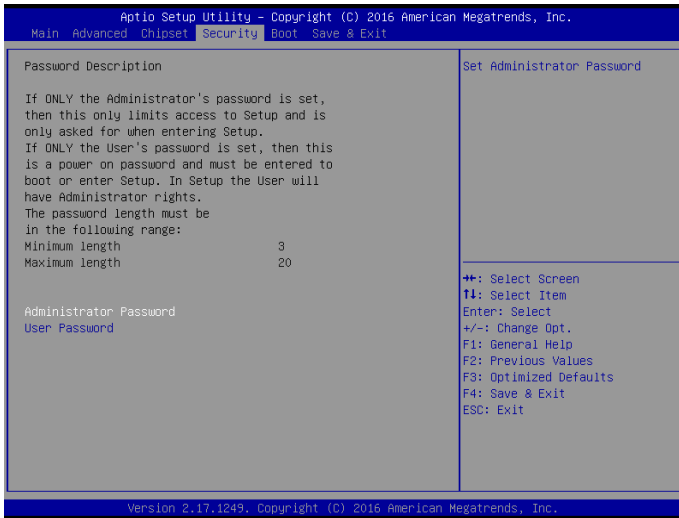 Aptio Setup Utility – Copyright (C) 2016 American Megatrends, Inc.
Main Advanced Chipset Security Boot Save & Exit
Password Description
If ONLY the Administrator's password is set,
then this only limits access to Setup and is
only asked for when entering Setup.
If ONLY the User's password is set, then this
is a power on password and must be entered to
boot or enter Setup. In Setup the User will
have Administrator rights.
The password length must be
in the following range:
Minimum length 3
Maximum length 20
Administrator Password
User Password
Set Administrator Password
→←: Select Screen
↑↓: Select Item
Enter: Select
+/-: Change Opt.
F1: General Help
F2: Previous Values
F3: Optimized Defaults
F4: Save & Exit
ESC: Exit
Version 2.17.1249. Copyright (C) 2016 American Megatrends, Inc.